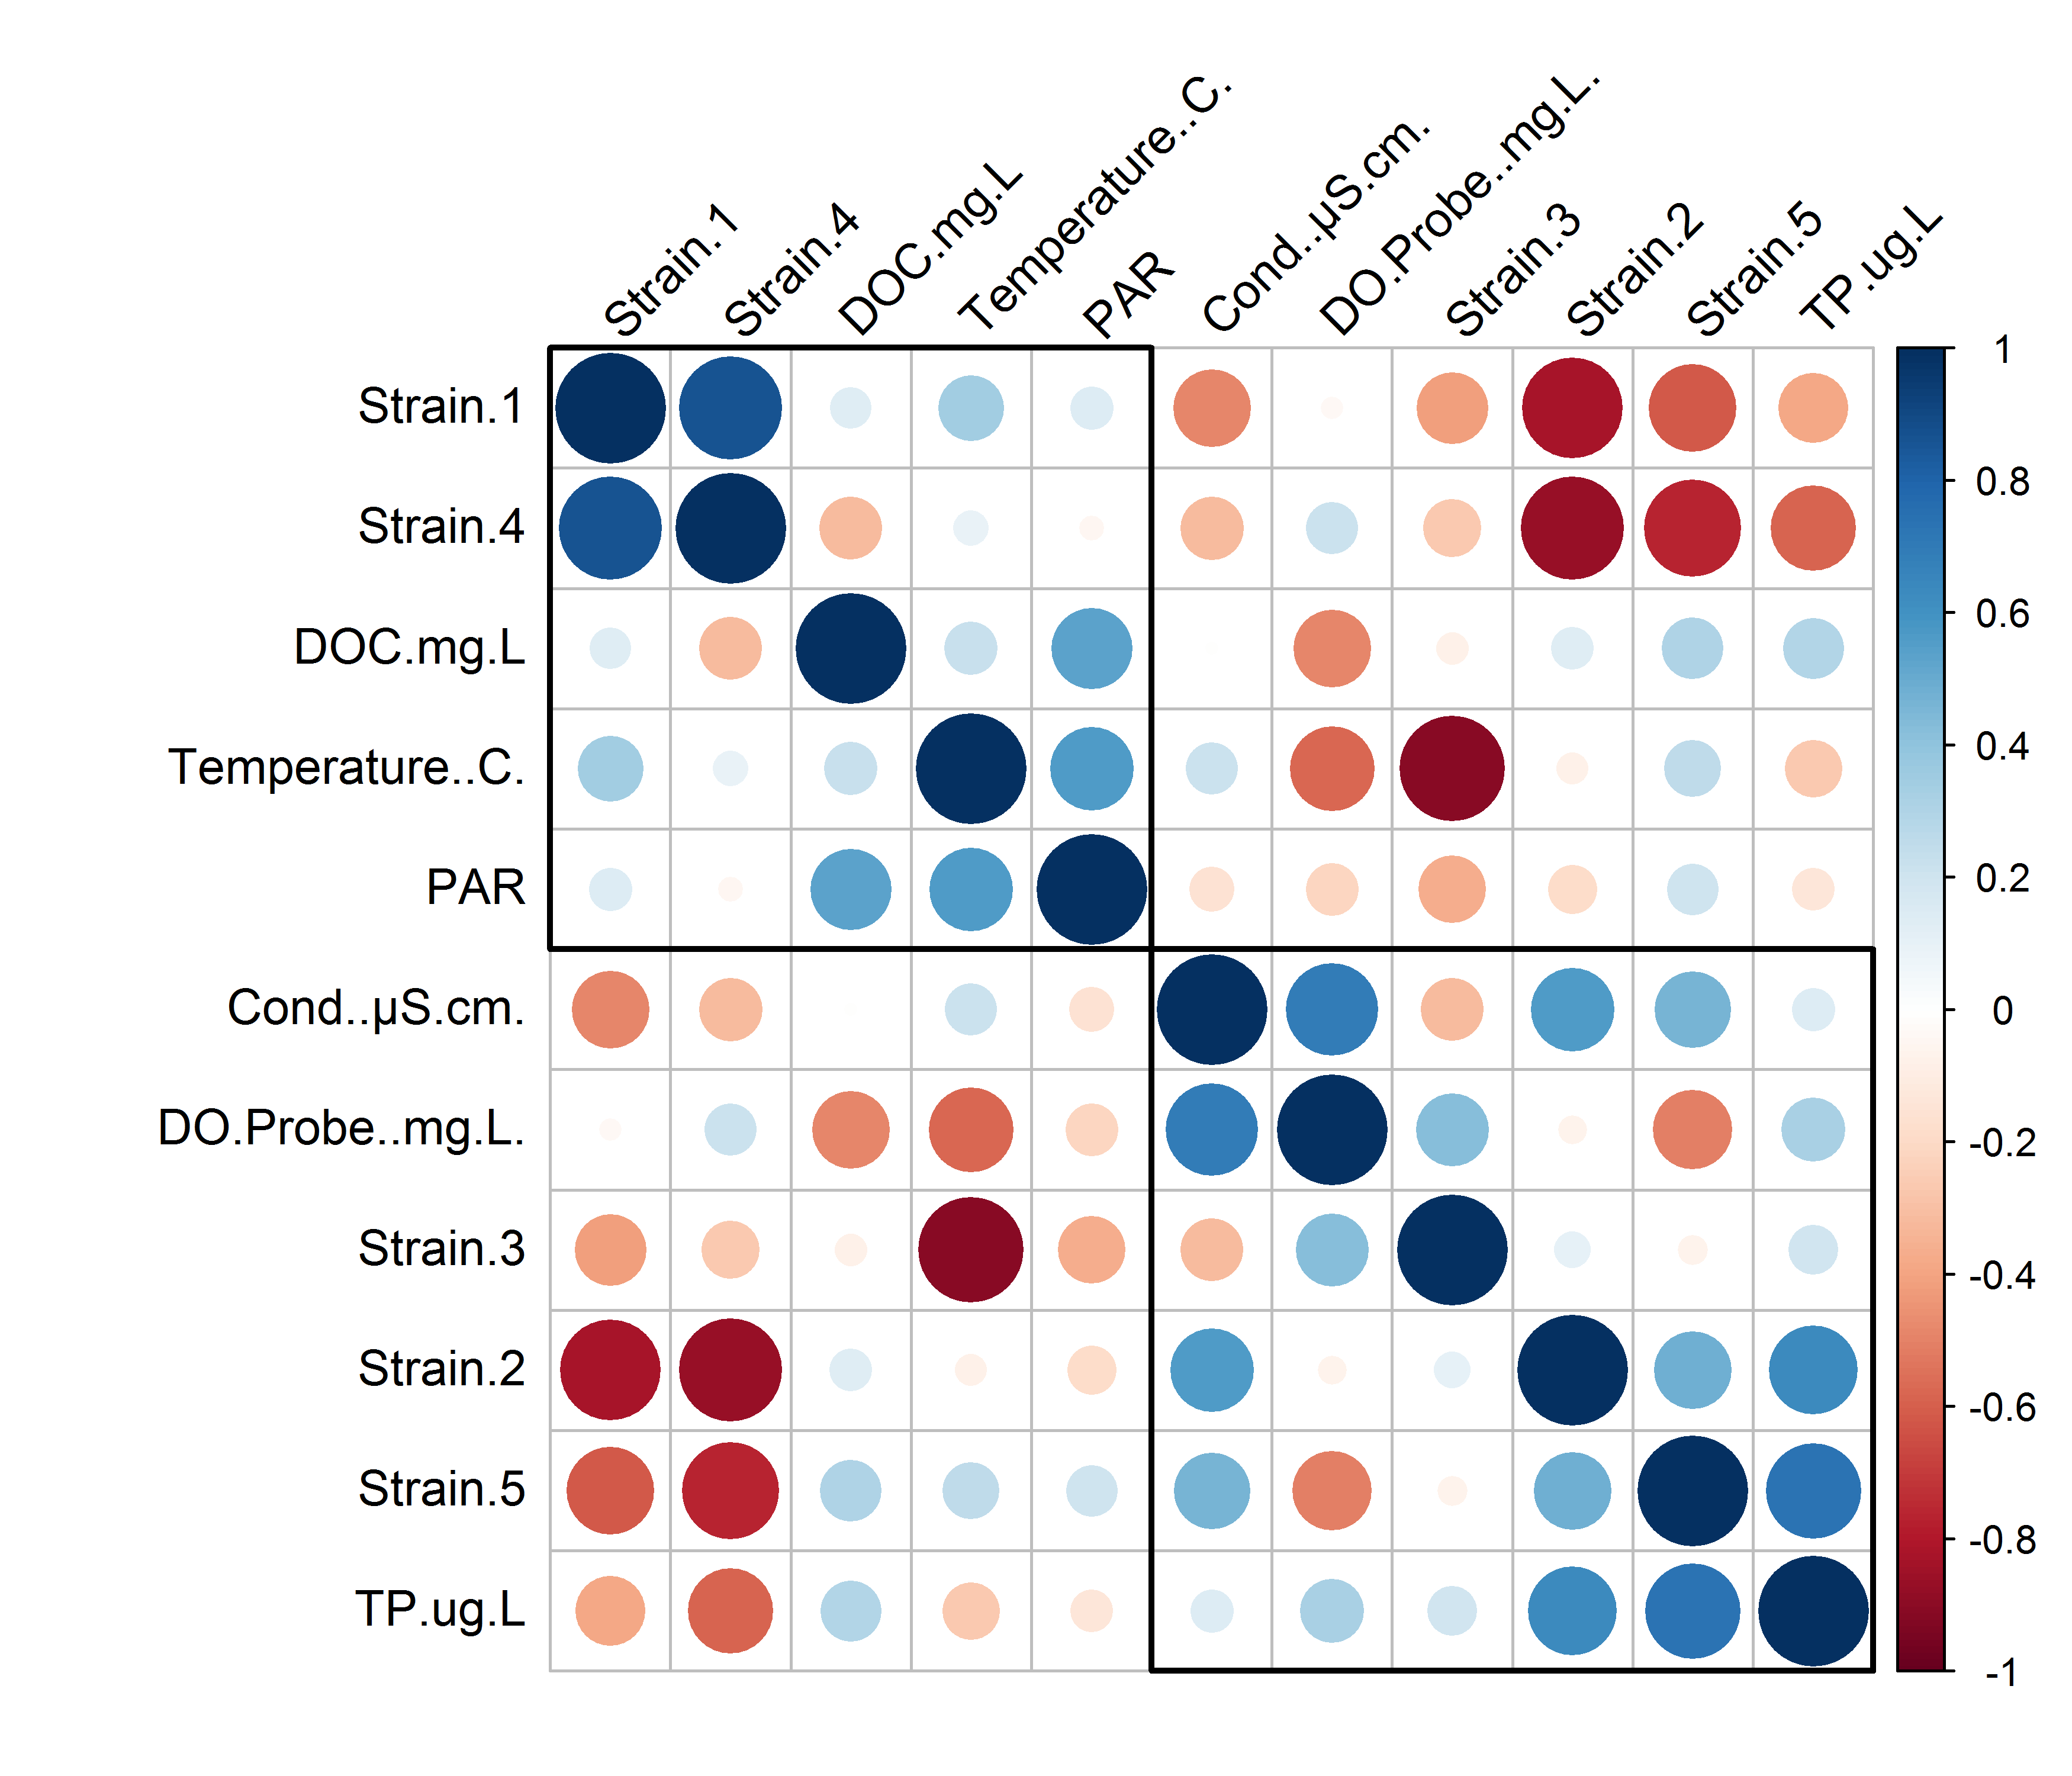 Strain.1
Strain.4
DOC.mg.L
Temperature..C.
PAR
Cond..µS.cm.
DO.Probe..mg.L.
Strain.3
Strain.2
Strain.5
TP.ug.L
Strain.1
Strain.4
DOC.mg.L
Temperature..C.
PAR
Cond..µS.cm.
DO.Probe..mg.L.
Strain.3
Strain.2
Strain.5
TP.ug.L
1
0.8
0.6
0.4
0.2
0
-0.2
-0.4
-0.6
-0.8
-1